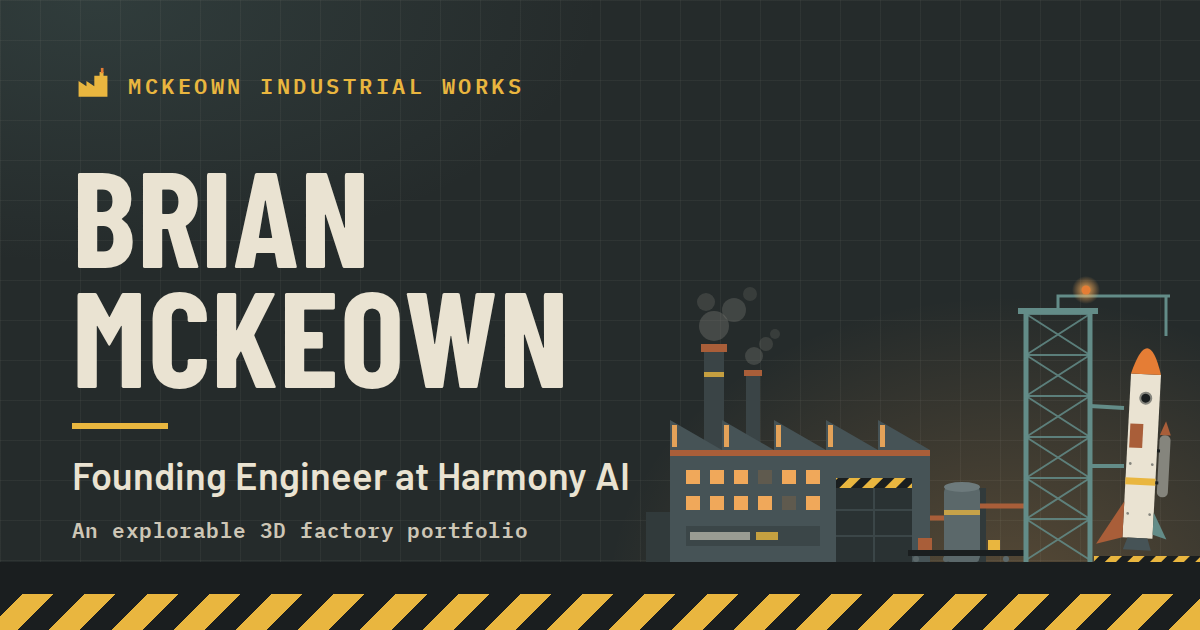 MCKEOWN INDUSTRIAL WORKS
BRIAN
MCKEOWN
Founding Engineer at Harmony AI
An explorable 3D factory portfolio